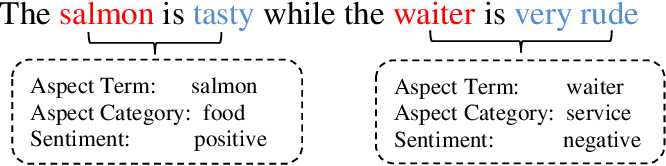 The salmon is tasty while the waiter is very rude
Aspect Term: salmon
Aspect Category: food
Sentiment: positive
Aspect Term: waiter
Aspect Category: service
Sentiment: negative